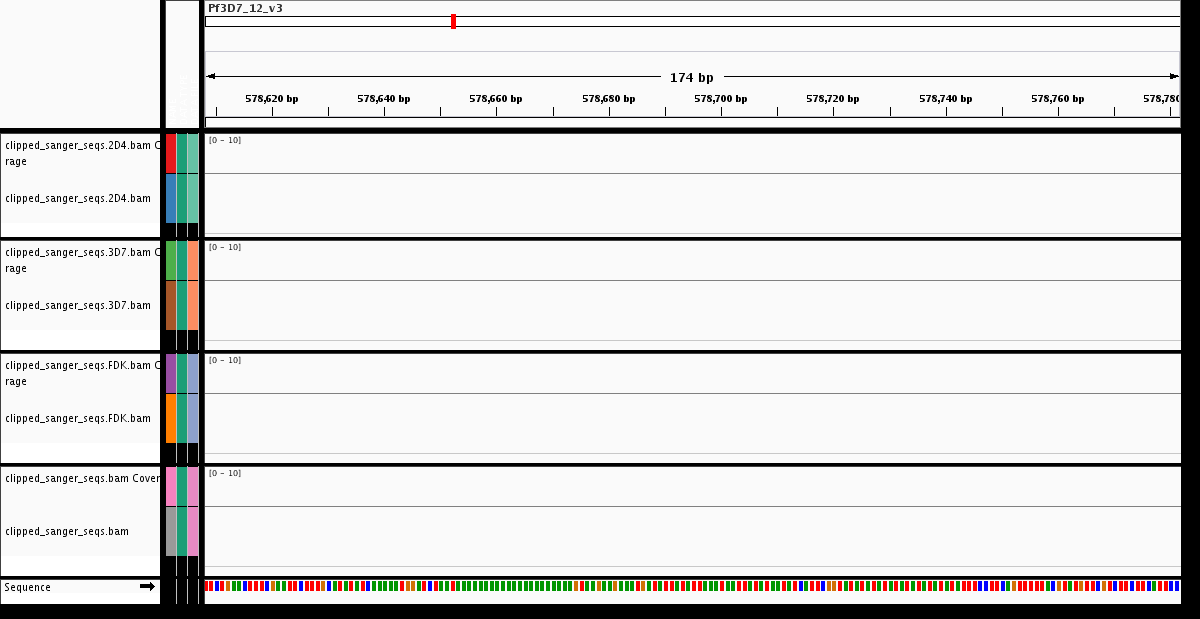 Pf3D7_12_v3
174 bp
578,620 bp 578,640 bp 578,660 bp 578,680 bp 578,700 bp 578,720 bp 578,740 bp 578,760 bp 578,780
clipped_sanger_seqs.2D4.bam C
rage
[0 - 10]
clipped_sanger_seqs.2D4.bam
clipped_sanger_seqs.3D7.bam C
rage
[0 - 10]
clipped_sanger_seqs.3D7.bam
clipped_sanger_seqs.FDK.bam C
rage
[0 - 10]
clipped_sanger_seqs.FDK.bam
clipped_sanger_seqs.bam Cover
[0 - 10]
clipped_sanger_seqs.bam
Sequence